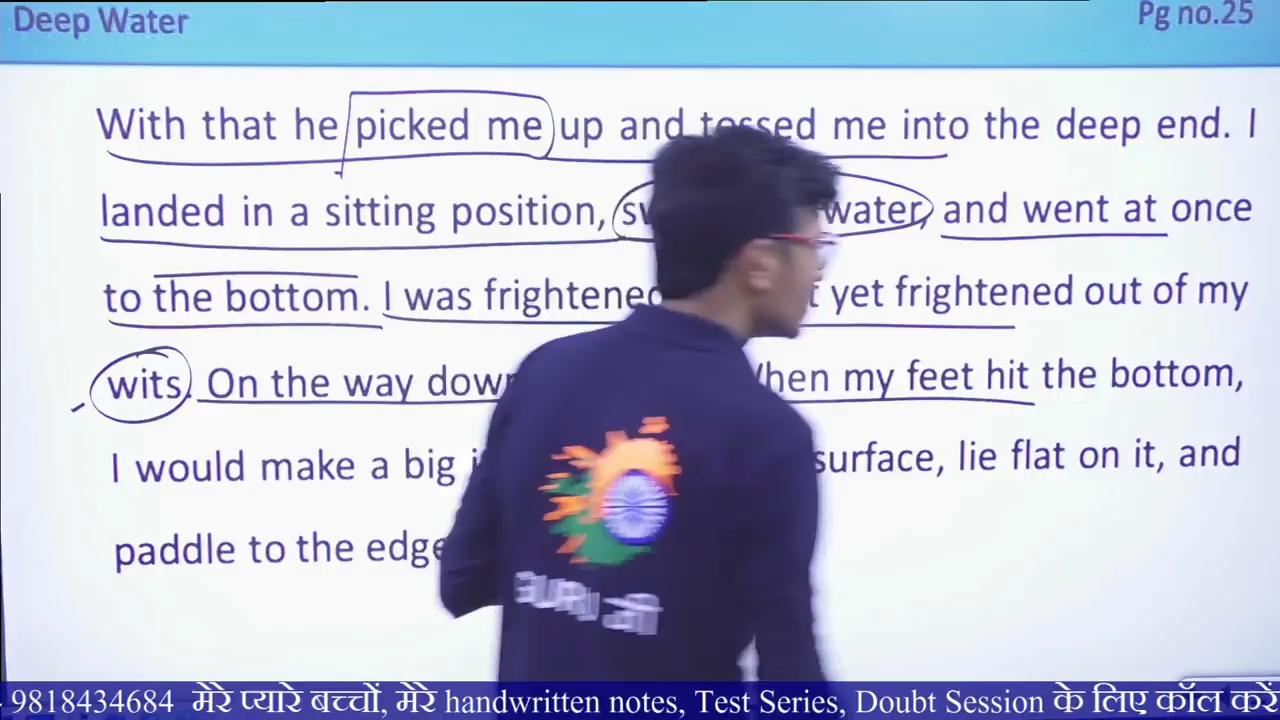 Deep Water
Pg no.25
With that he picked me up and tossed me into the deep end. I
landed in a sitting position, water, and went at once
to the bottom. I was frightened yet frightened out of my
wits. On the way down When my feet hit the bottom,
I would make a big surface, lie flat on it, and
paddle to the edge
GURU जी
9818434684 मेरे प्यारे बच्चों, मेरे handwritten notes, Test Series, Doubt Session के लिए कॉल करें